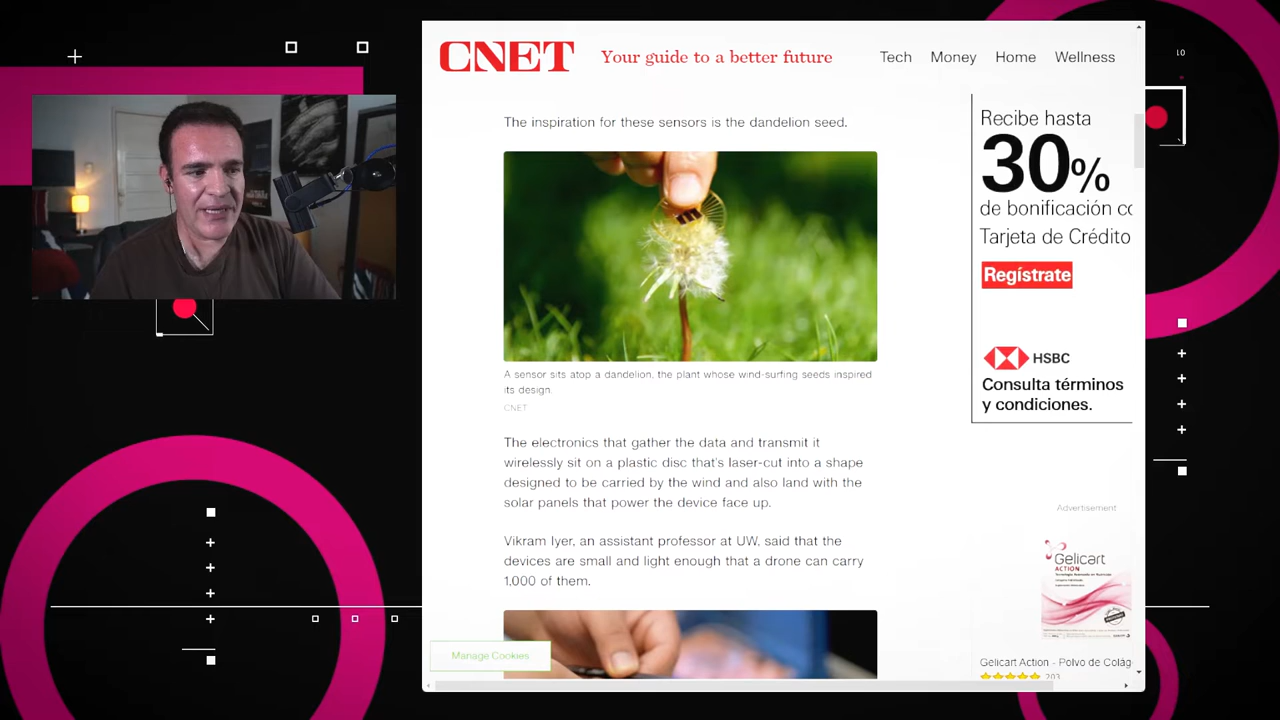 CNET
Your guide to a better future
Tech Money Home Wellness
The inspiration for these sensors is the dandelion seed.
A sensor sits atop a dandelion, the plant whose wind-surfing seeds inspired
its design.
CNET
The electronics that gather the data and transmit it
wirelessly sit on a plastic disc that's laser-cut into a shape
designed to be carried by the wind and also land with the
solar panels that power the device face up.
Vikram Iyer, an assistant professor at UW, said that the
devices are small and light enough that a drone can carry
1,000 of them.
Manage Cookies
Recibe hasta
30%
de bonificación co
Tarjeta de Crédito
Regístrate
HSBC
Consulta términos
y condiciones.
Advertisement
Gelicart
ACTION
Gelicart Action - Polvo de Colág
203
01